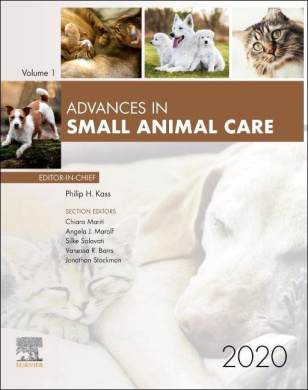 Volume 1
ADVANCES IN
SMALL ANIMAL CARE
EDITOR-IN-CHIEF
Philip H. Kass
SECTION EDITORS
Chiara Mariti
Angela J. Marolf
Silke Salavati
Vanessa R. Barrs
Jonathan Stockman
ELSEVIER
2020